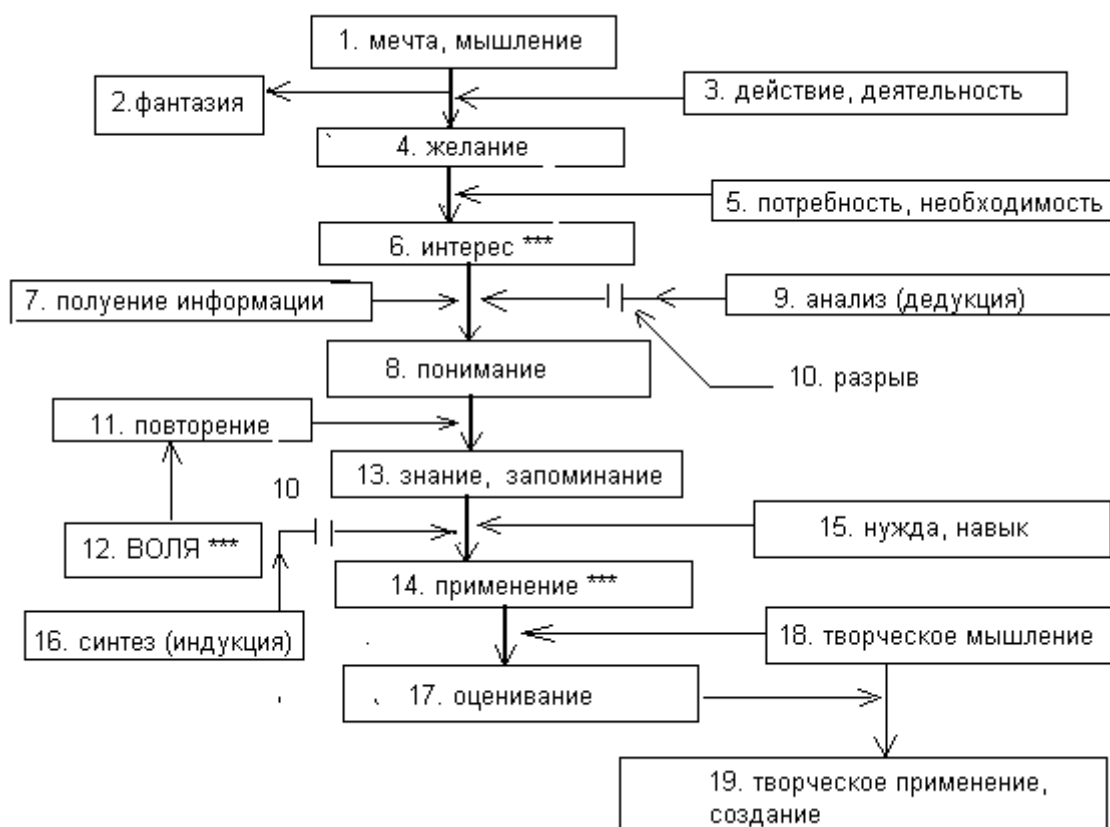 1. мечта, мышление
2.фантазия
3. действие, деятельность
4. желание
5. потребность, необходимость
6. интерес ***
7. полуение информации
9. анализ (дедукция)
8. понимание
10. разрыв
11. повторение
13. знание, запоминание
10
12. ВОЛЯ ***
15. нужда, навык
14. применение ***
16. синтез (индукция)
18. творческое мышление
17. оценивание
19. творческое применение,
создание